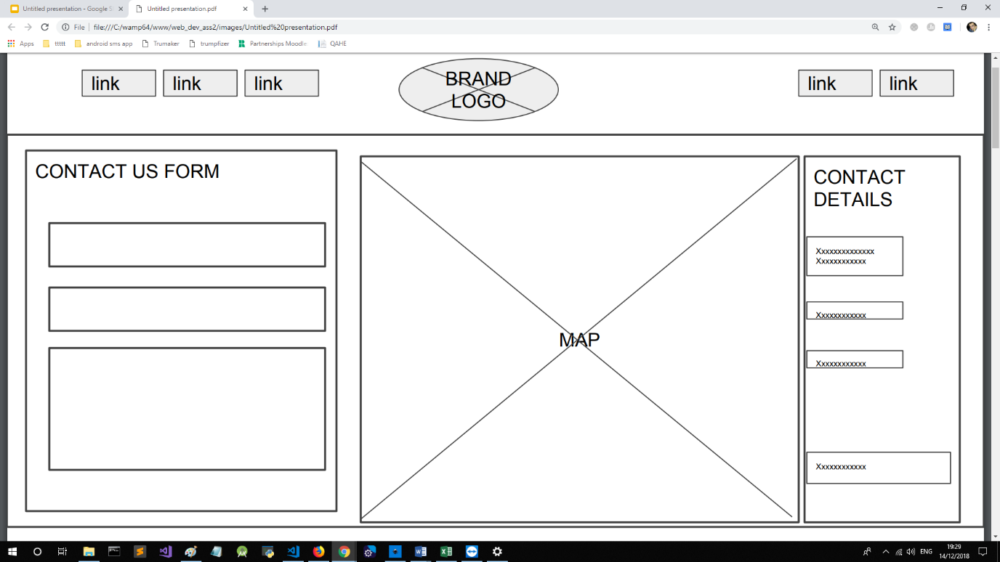 Untitled presentation - Google S
Untitled presentation.pdf
File
file:///C:/wamp64/www/web_dev_ass2/images/Untitled%20presentation.pdf
Apps
ttttt
android sms app
Trumaker
trumpfizer
Partnerships Moodle
QAHE
link
link
link
BRAND
LOGO
link
link
CONTACT US FORM
MAP
CONTACT
DETAILS
Xxxxxxxxxxxxxx
Xxxxxxxxxxxx
Xxxxxxxxxxxx
Xxxxxxxxxxxx
Xxxxxxxxxxxx
ENG
19:29
14/12/2018